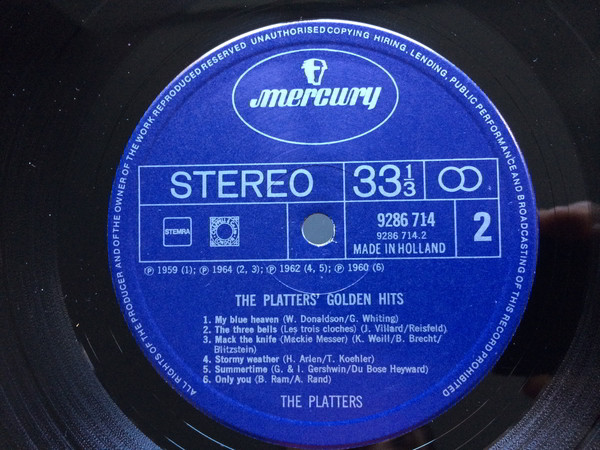 ALL RIGHTS OF THE PRODUCER AND OF THE OWNER OF THE WORK REPRODUCED RESERVED UNAUTHORISED COPYING HIRING, LENDING, PUBLIC PERFORMANCE AND BROADCASTING OF THIS RECORD PROHIBITED
mercury
STEREO
33 1/3
STEMRA
9286 714
9286 714.2
MADE IN HOLLAND
2
℗ 1959 (1); ℗ 1964 (2, 3); ℗ 1962 (4, 5); ℗ 1960 (6)
THE PLATTERS' GOLDEN HITS
1. My blue heaven (W. Donaldson/G. Whiting)
2. The three bells (Les trois cloches) (J. Villard/Reisfeld)
3. Mack the knife (Mackie Messer) (K. Weill/B. Brecht/
Blitzstein)
4. Stormy weather (H. Arlen/T. Koehler)
5. Summertime (G. & I. Gershwin/Du Bose Heyward)
6. Only you (B. Ram/A. Rand)
THE PLATTERS